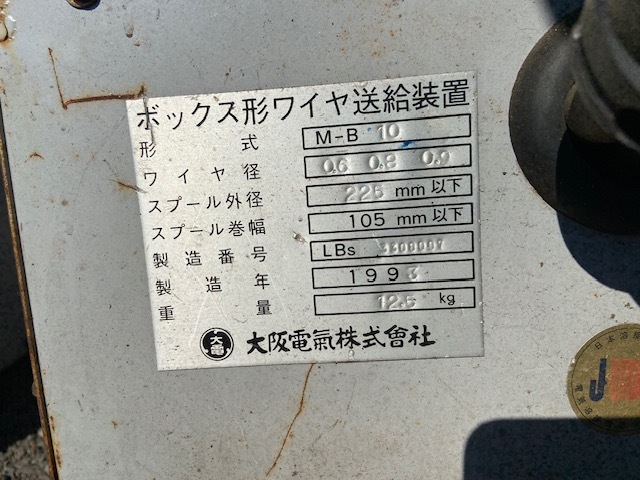 ボックス形ワイヤ送給装置
形式 M-B 10
ワイヤ径 0.6 0.8 0.9
スプール外径 225 mm 以下
スプール巻幅 105 mm 以下
製造番号 LBs
製造年 1993
重量 12.5 kg
大電 大阪電氣株式會社